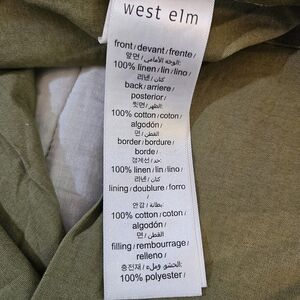 west elm
front / devant / frente /
앞면 / الوجه الأمامي:
100% linen / lin / lino /
리넨 / كتان
back / arriere /
posterior /
뒷면 / الظهر:
100% cotton / coton /
algodón /
면 / القطن
border / bordure /
borde /
경계선 / حد:
100% linen / lin / lino /
리넨 / كتان
lining / doublure / forro
/
안감 / بطانة:
100% cotton / coton /
algodón /
면 / القطن
filling / rembourrage /
relleno /
충전재 / الحشو وملء:
100% polyester /